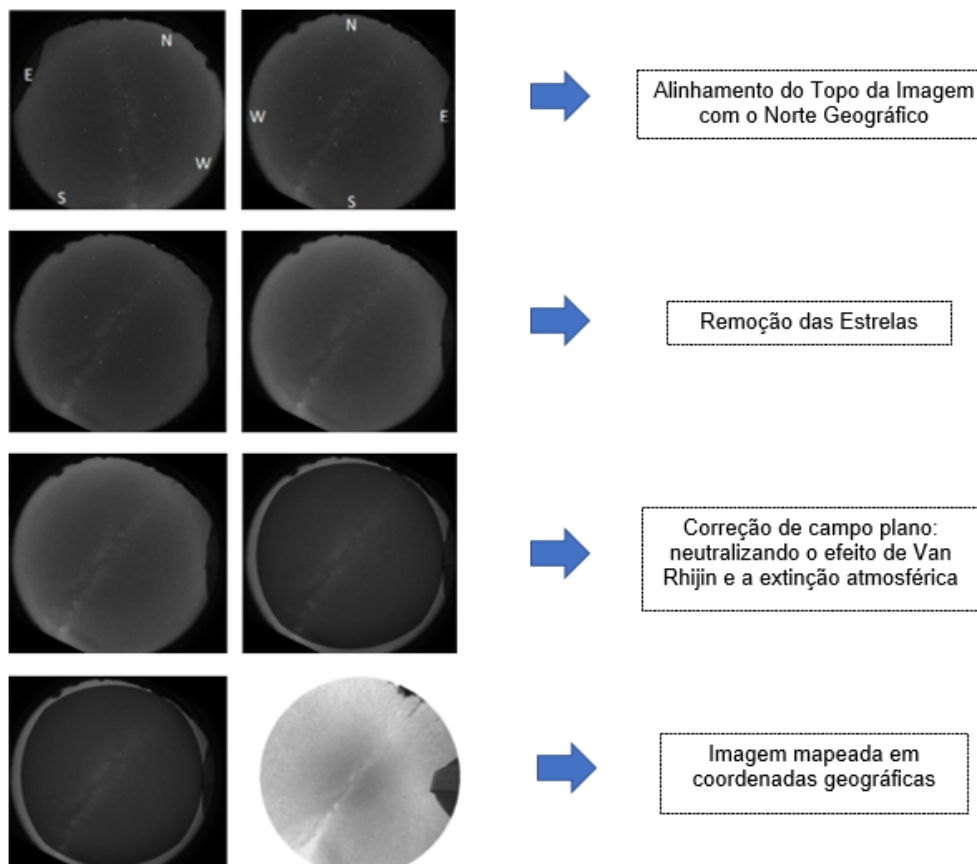 N
E
W
S
N
W
E
S
Alinhamento do Topo da Imagem
com o Norte Geográfico
Remoção das Estrelas
Correção de campo plano:
neutralizando o efeito de Van
Rhijin e a extinção atmosférica
Imagem mapeada em
coordenadas geográficas